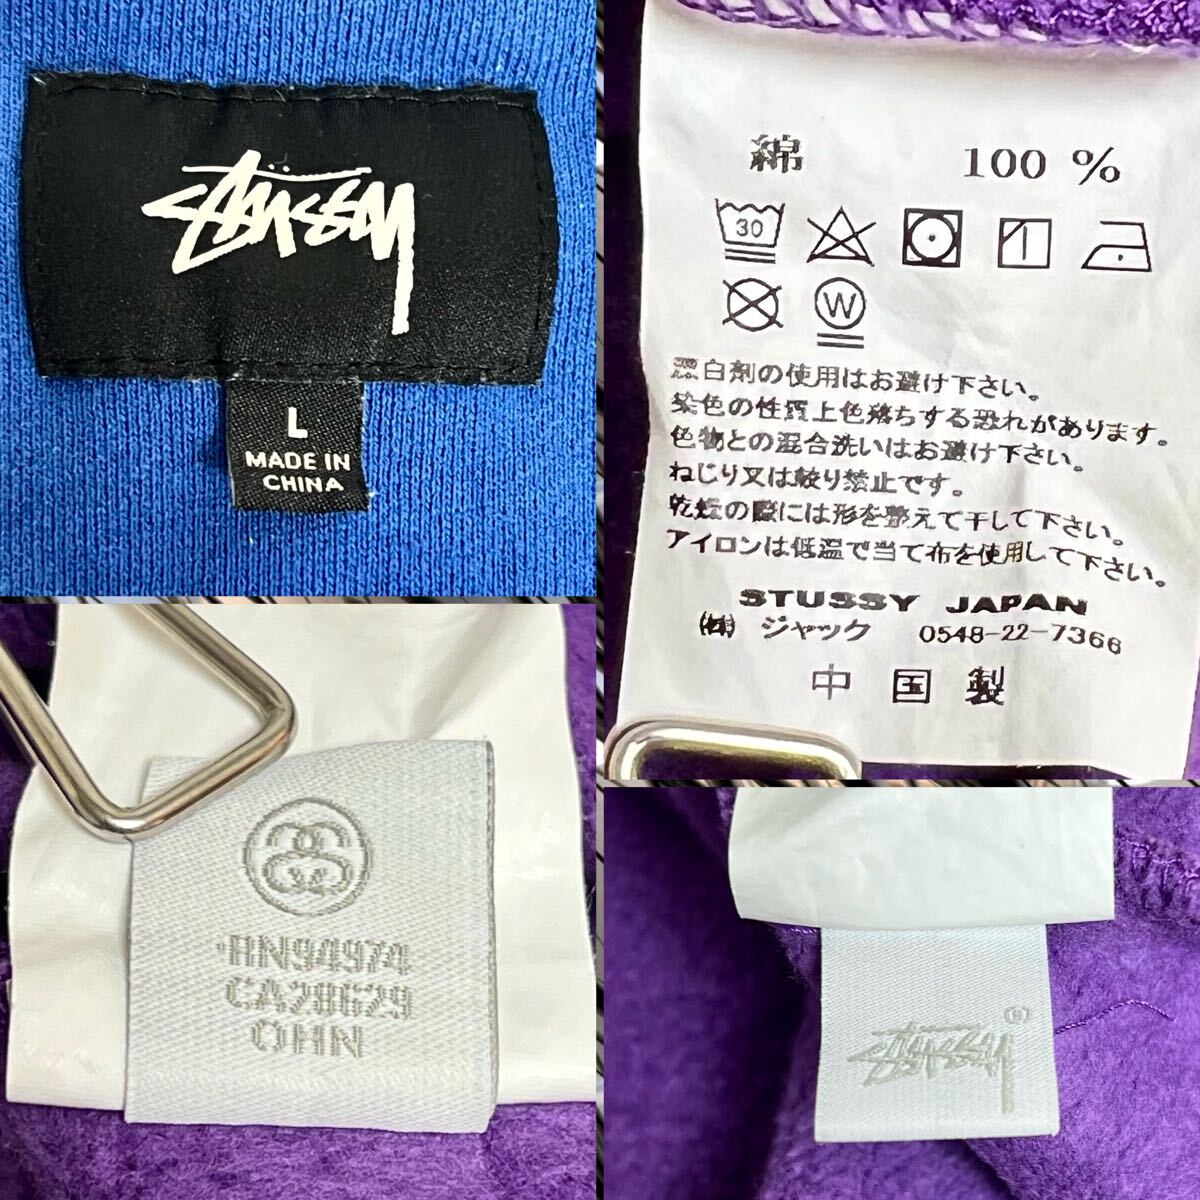 STÜSSY
L
MADE IN
CHINA
綿 100 %
30
W
白剤の使用はお避け下さい。
染色の性質上色落ちする恐れがあります。
色物との混合洗いはお避け下さい。
ねじり又は絞り禁止です。
乾燥の際には形を整えて干して下さい。
アイロンは低温で当て布を使用して下さい。
STUSSY JAPAN
㈱ ジャック 0548-22-7366
中国製
RN94974
CA28629
OHN
STÜSSY®